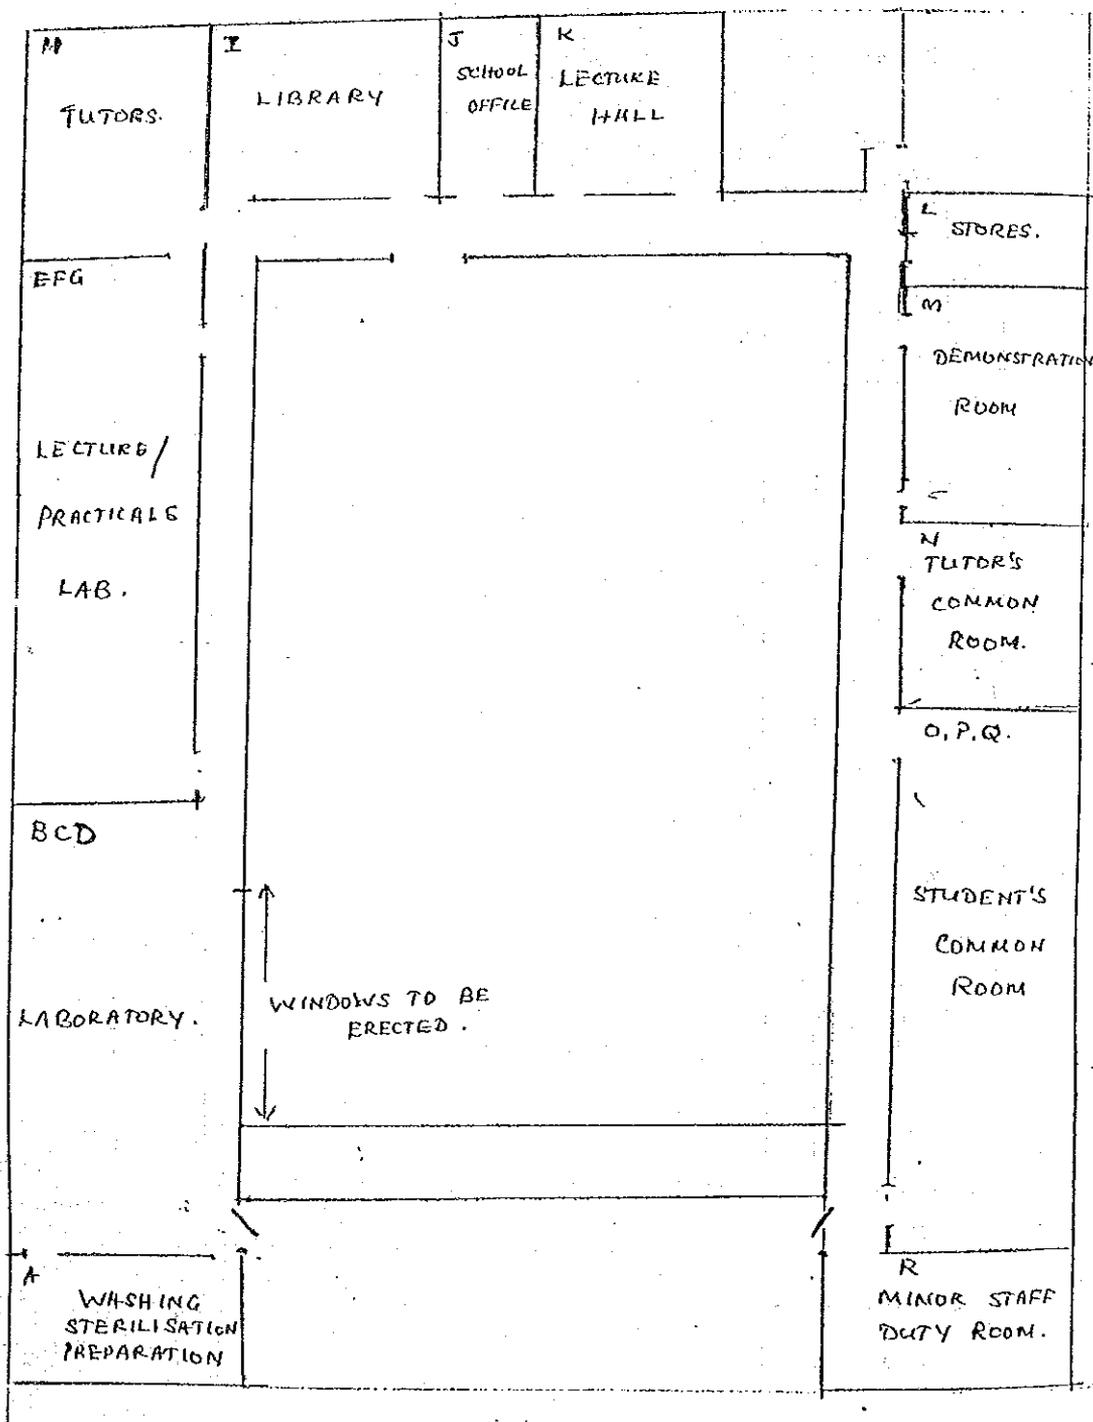 H
TUTORS.
I
LIBRARY
J
SCHOOL
OFFICE
K
LECTURE
HALL
L
STORES.
EFG
LECTURE/
PRACTICALS
LAB.
M
DEMONSTRATION
ROOM
N
TUTOR'S
COMMON
ROOM.
O, P, Q.
STUDENT'S
COMMON
ROOM
BCD
LABORATORY.
WINDOWS TO BE
ERECTED.
A
WASHING
STERILISATION
PREPARATION
R
MINOR STAFF
DUTY ROOM.